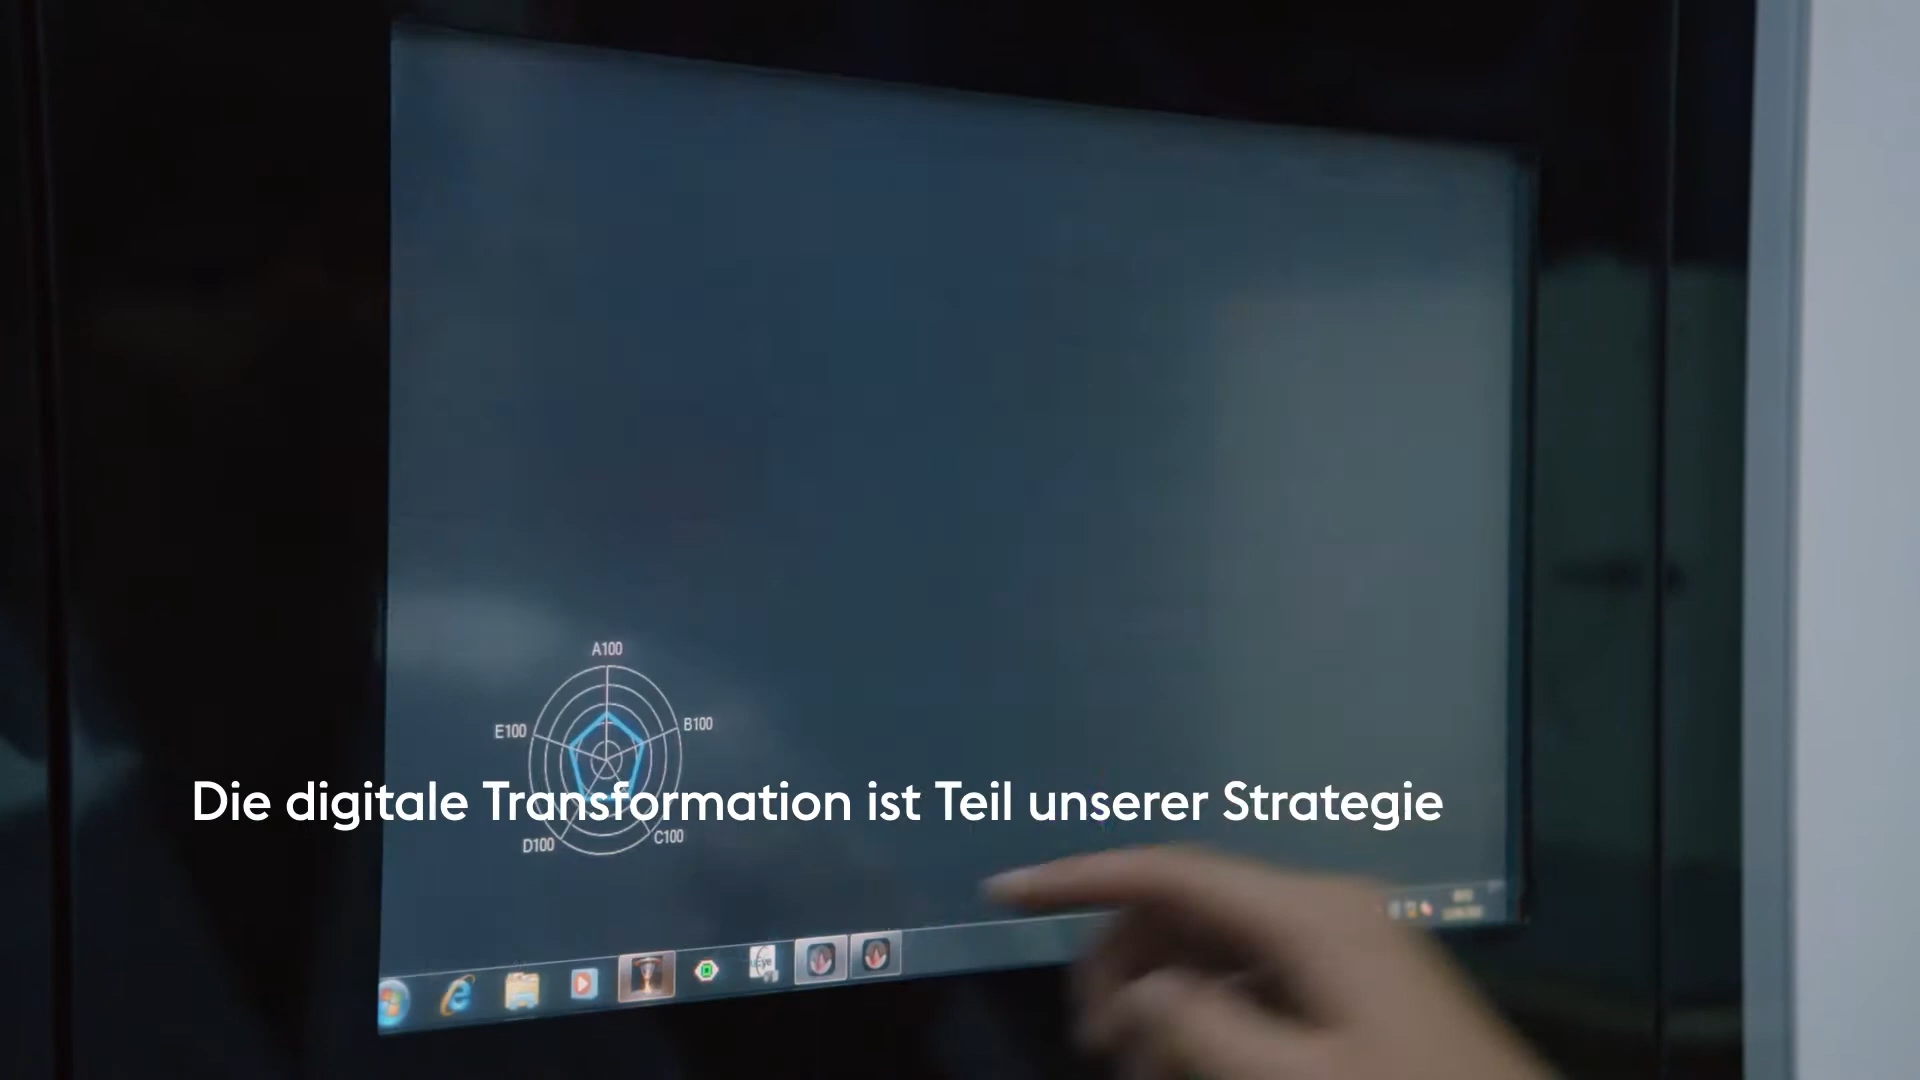 A100
E100
B100
Die digitale Transformation ist Teil unserer Strategie
D100
C100